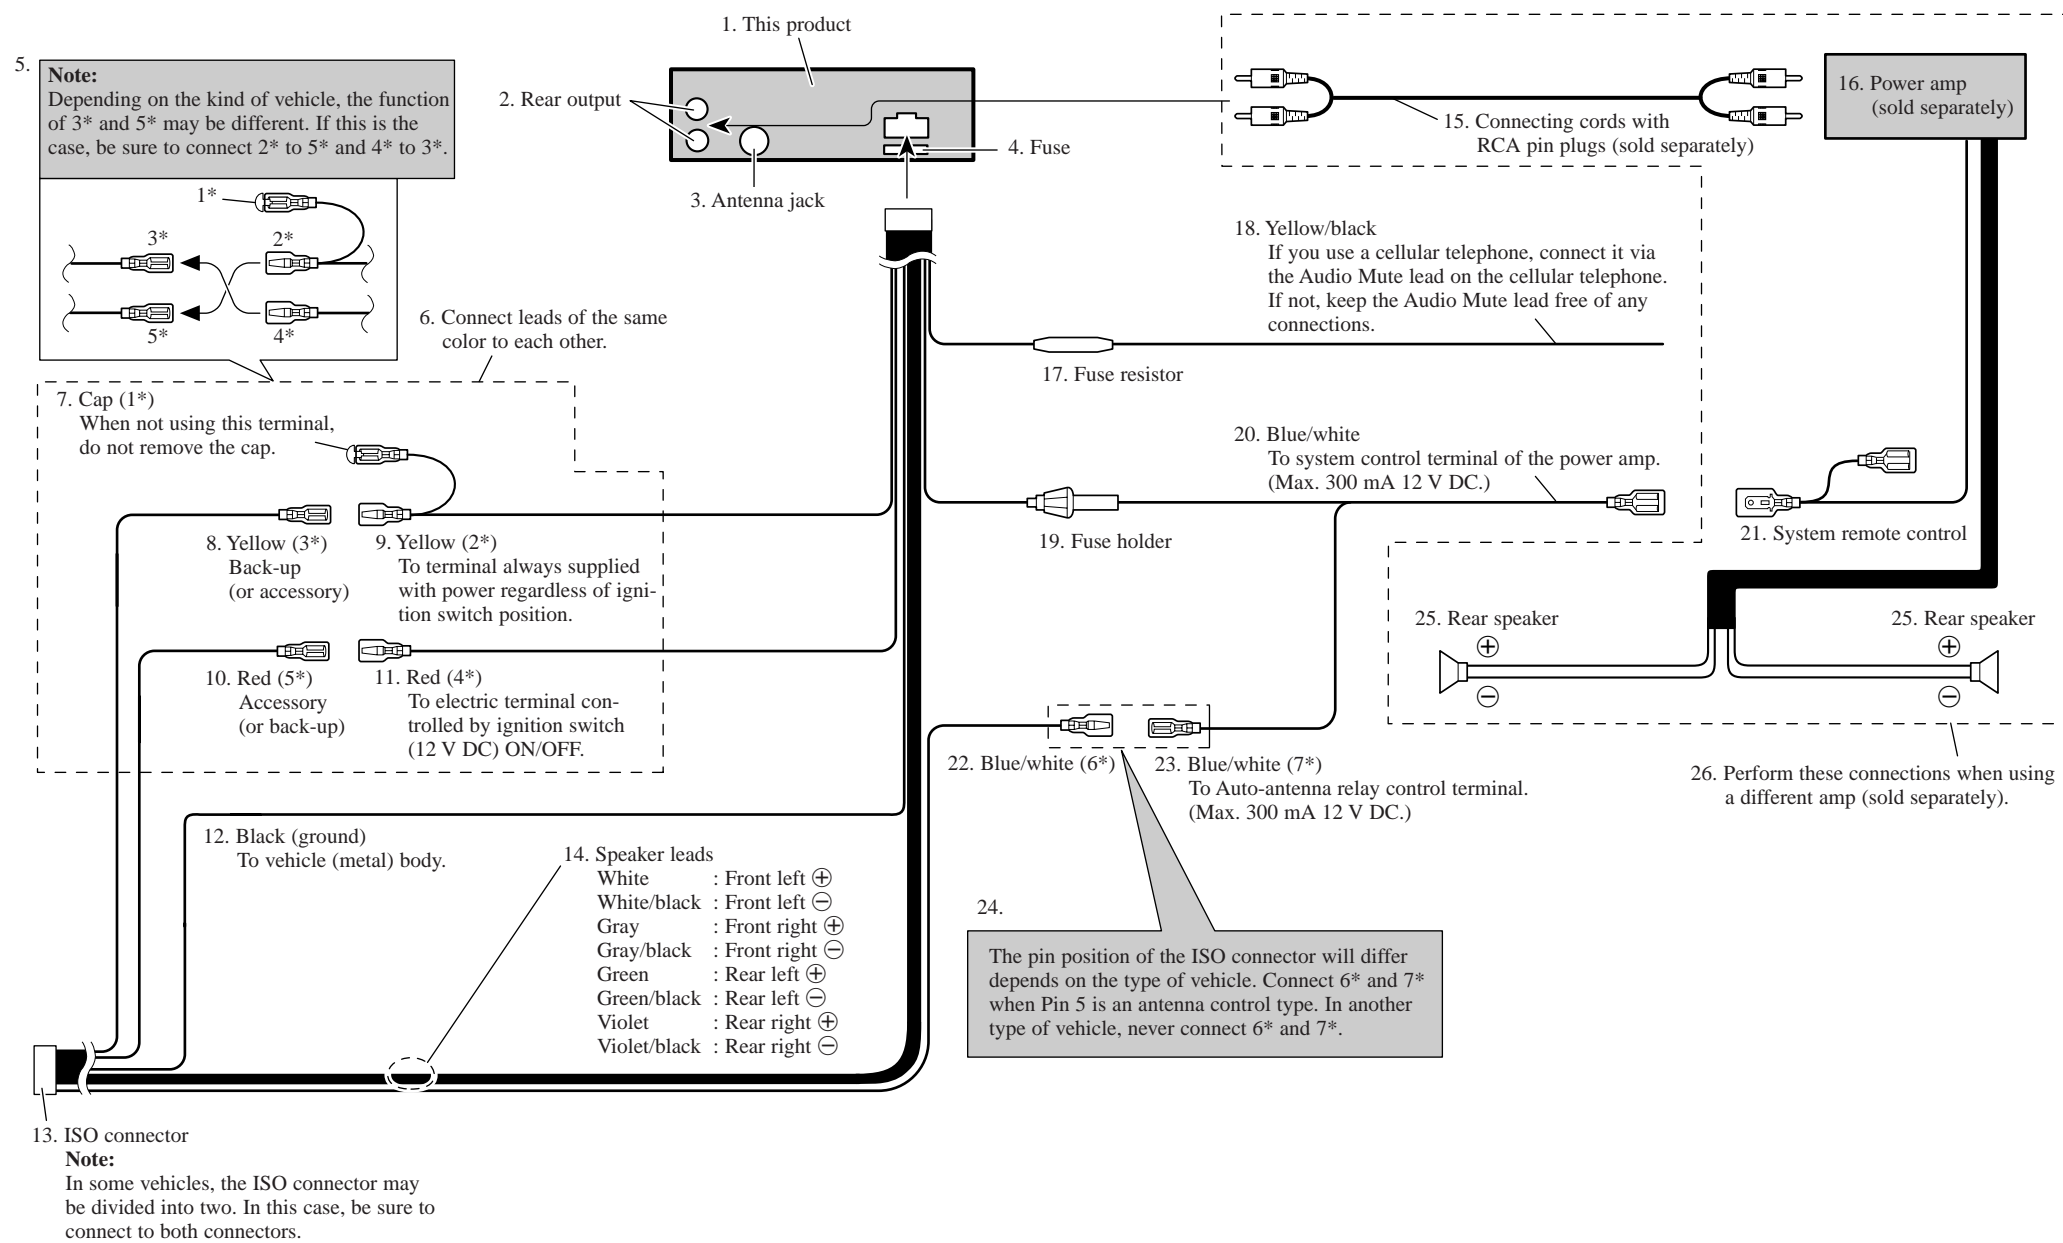 1. This product
2. Rear output
3. Antenna jack
4. Fuse
5.
Note:
Depending on the kind of vehicle, the function
of 3* and 5* may be different. If this is the
case, be sure to connect 2* to 5* and 4* to 3*.
1*
3*
2*
5*
4*
6. Connect leads of the same
color to each other.
7. Cap (1*)
When not using this terminal,
do not remove the cap.
8. Yellow (3*)
Back-up
(or accessory)
9. Yellow (2*)
To terminal always supplied
with power regardless of igni-
tion switch position.
10. Red (5*)
Accessory
(or back-up)
11. Red (4*)
To electric terminal con-
trolled by ignition switch
(12 V DC) ON/OFF.
12. Black (ground)
To vehicle (metal) body.
13. ISO connector
Note:
In some vehicles, the ISO connector may
be divided into two. In this case, be sure to
connect to both connectors.
14. Speaker leads
White : Front left ⊕
White/black : Front left ⊖
Gray : Front right ⊕
Gray/black : Front right ⊖
Green : Rear left ⊕
Green/black : Rear left ⊖
Violet : Rear right ⊕
Violet/black : Rear right ⊖
15. Connecting cords with
RCA pin plugs (sold separately)
16. Power amp
(sold separately)
17. Fuse resistor
18. Yellow/black
If you use a cellular telephone, connect it via
the Audio Mute lead on the cellular telephone.
If not, keep the Audio Mute lead free of any
connections.
19. Fuse holder
20. Blue/white
To system control terminal of the power amp.
(Max. 300 mA 12 V DC.)
21. System remote control
22. Blue/white (6*)
23. Blue/white (7*)
To Auto-antenna relay control terminal.
(Max. 300 mA 12 V DC.)
24.
The pin position of the ISO connector will differ
depends on the type of vehicle. Connect 6* and 7*
when Pin 5 is an antenna control type. In another
type of vehicle, never connect 6* and 7*.
25. Rear speaker
⊕
⊖
25. Rear speaker
⊕
⊖
26. Perform these connections when using
a different amp (sold separately).